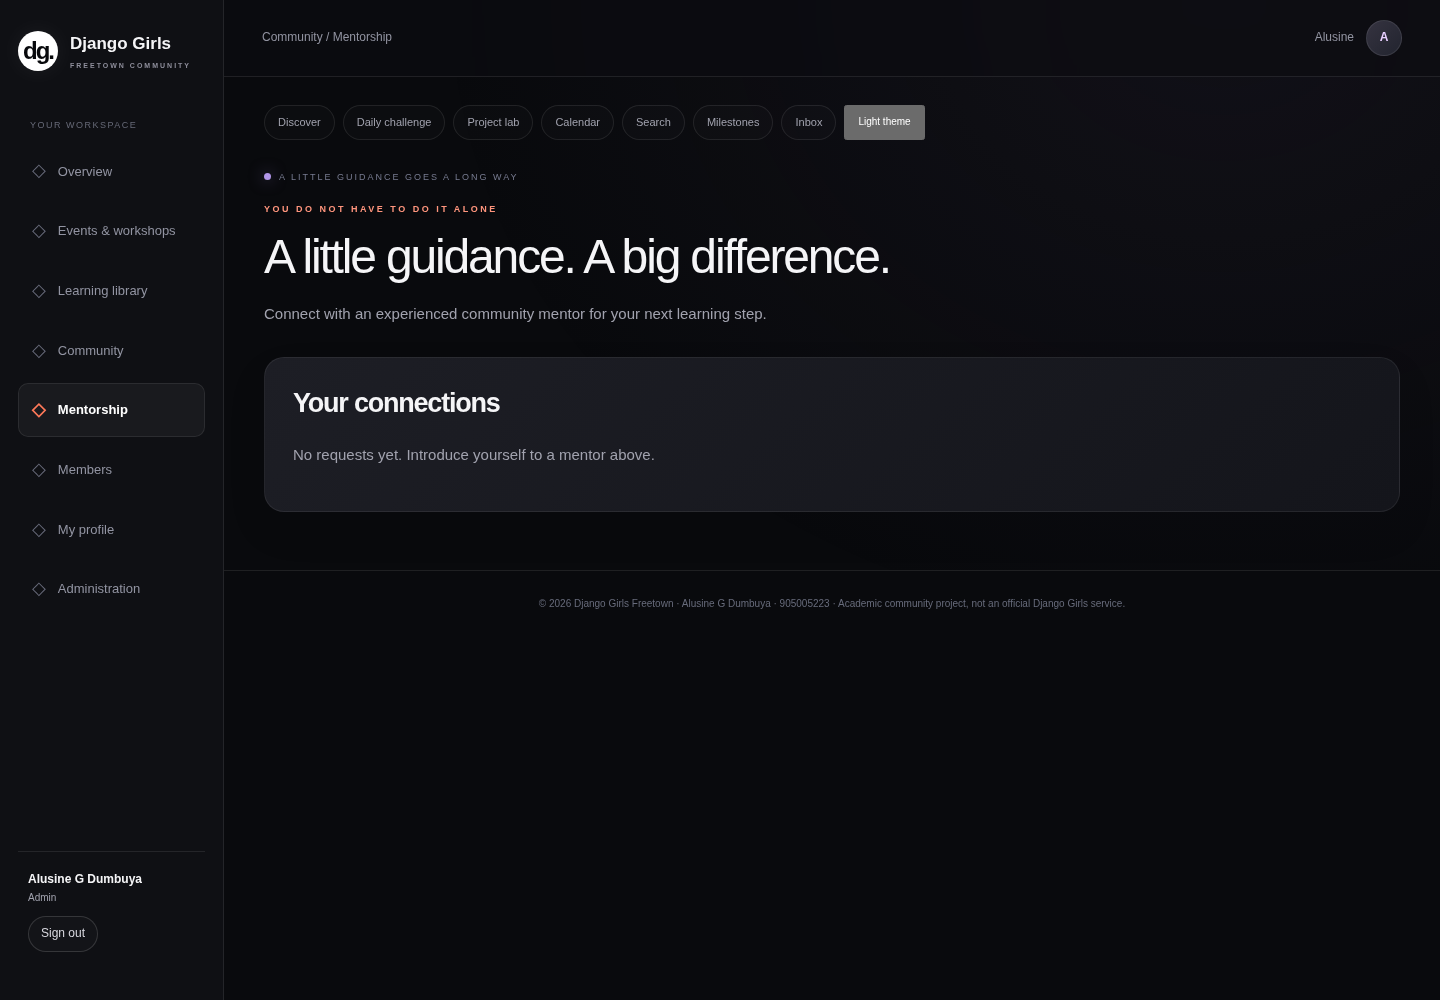 dg.
Django Girls
FREETOWN COMMUNITY
YOUR WORKSPACE
Overview
Events & workshops
Learning library
Community
Mentorship
Members
My profile
Administration
Alusine G Dumbuya
Admin
Sign out
Community / Mentorship
Alusine
A
Discover
Daily challenge
Project lab
Calendar
Search
Milestones
Inbox
Light theme
A LITTLE GUIDANCE GOES A LONG WAY
YOU DO NOT HAVE TO DO IT ALONE
A little guidance. A big difference.
Connect with an experienced community mentor for your next learning step.
Your connections
No requests yet. Introduce yourself to a mentor above.
© 2026 Django Girls Freetown · Alusine G Dumbuya · 905005223 · Academic community project, not an official Django Girls service.